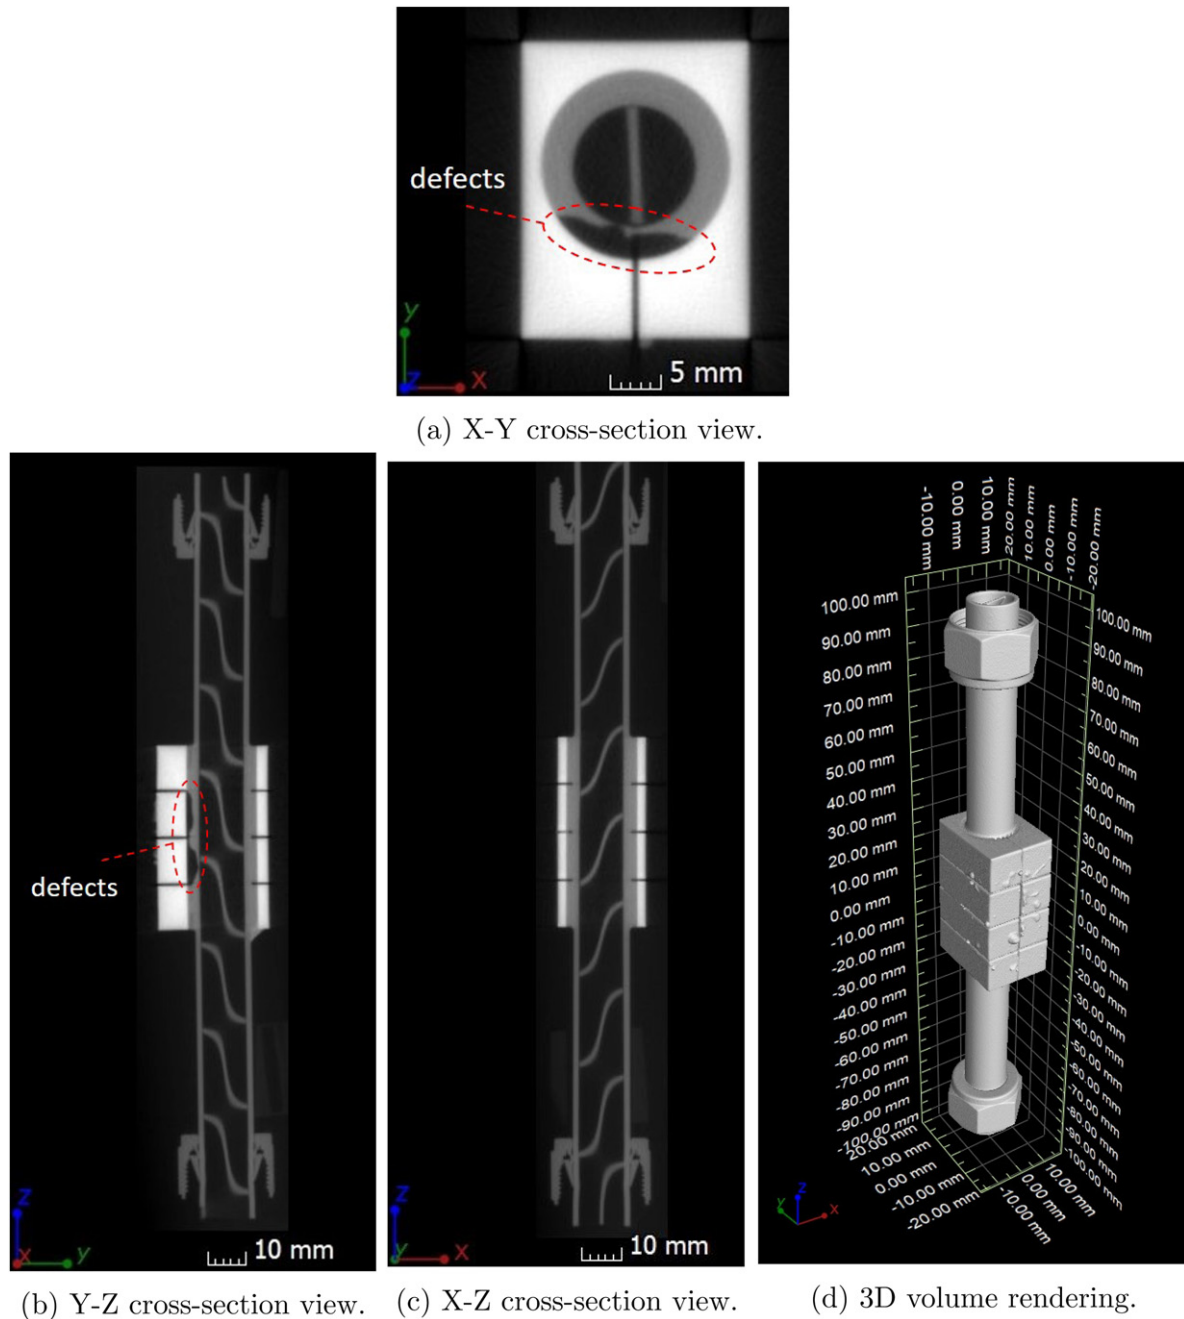 defects
y
z
x
5 mm
(a) X-Y cross-section view.
defects
z
x
y
10 mm
z
y
x
10 mm
-10.00 mm
0.00 mm
10.00 mm
20.00 mm
10.00 mm
0.00 mm
-10.00 mm
-20.00 mm
100.00 mm
90.00 mm
80.00 mm
70.00 mm
60.00 mm
50.00 mm
40.00 mm
30.00 mm
20.00 mm
10.00 mm
0.00 mm
-10.00 mm
-20.00 mm
-30.00 mm
-40.00 mm
-50.00 mm
-60.00 mm
-70.00 mm
-80.00 mm
-90.00 mm
-100.00 mm
100.00 mm
90.00 mm
80.00 mm
70.00 mm
60.00 mm
50.00 mm
40.00 mm
30.00 mm
20.00 mm
10.00 mm
0.00 mm
-10.00 mm
-20.00 mm
-30.00 mm
-40.00 mm
-50.00 mm
-60.00 mm
-70.00 mm
-80.00 mm
-90.00 mm
-100.00 mm
20.00 mm
10.00 mm
0.00 mm
-10.00 mm
-20.00 mm
10.00 mm
0.00 mm
-10.00 mm
z
y
x
(b) Y-Z cross-section view.
(c) X-Z cross-section view.
(d) 3D volume rendering.